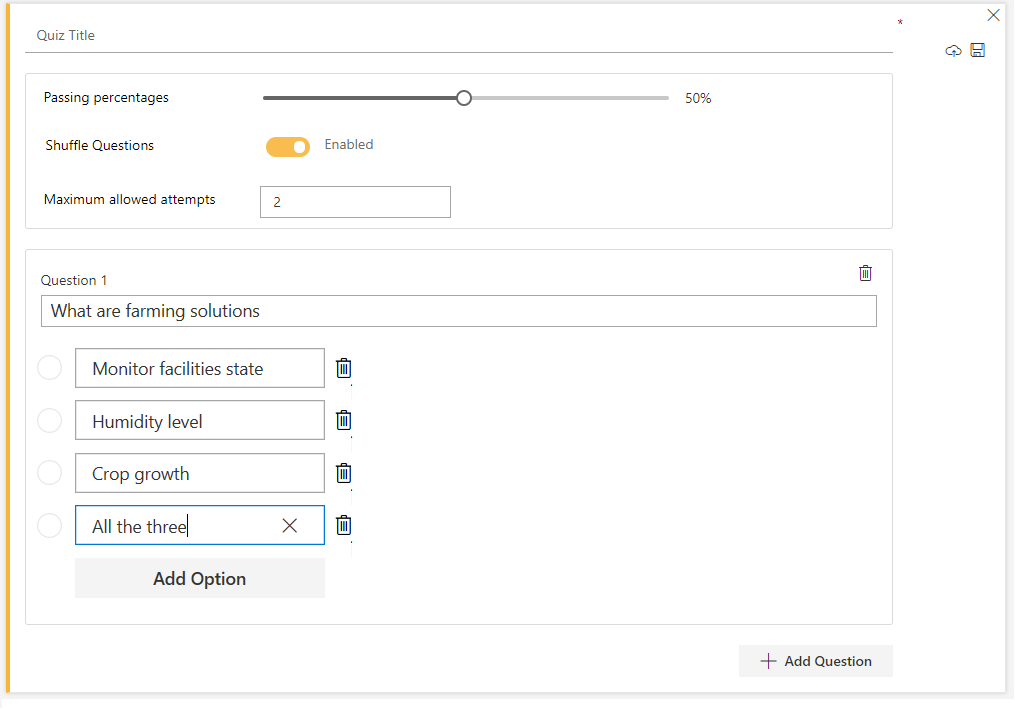 Quiz Title
*
Passing percentages 50%
Shuffle Questions Enabled
Maximum allowed attempts 2
Question 1
What are farming solutions
Monitor facilities state
Humidity level
Crop growth
All the three
Add Option
Add Question